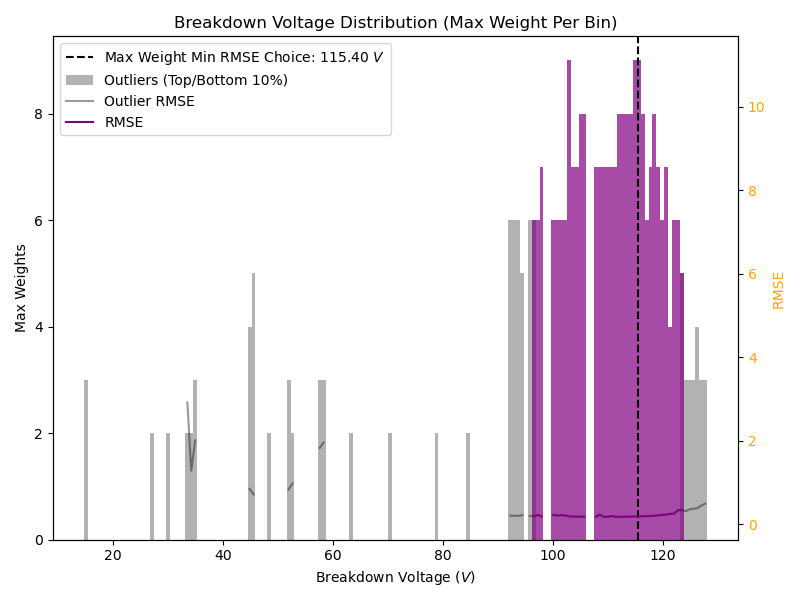 Breakdown Voltage Distribution (Max Weight Per Bin)
Max Weight Min RMSE Choice: 115.40 V
Outliers (Top/Bottom 10%)
Outlier RMSE
RMSE
8
6
4
2
0
Max Weights
10
8
6
4
2
0
RMSE
20
40
60
80
100
120
Breakdown Voltage (V)